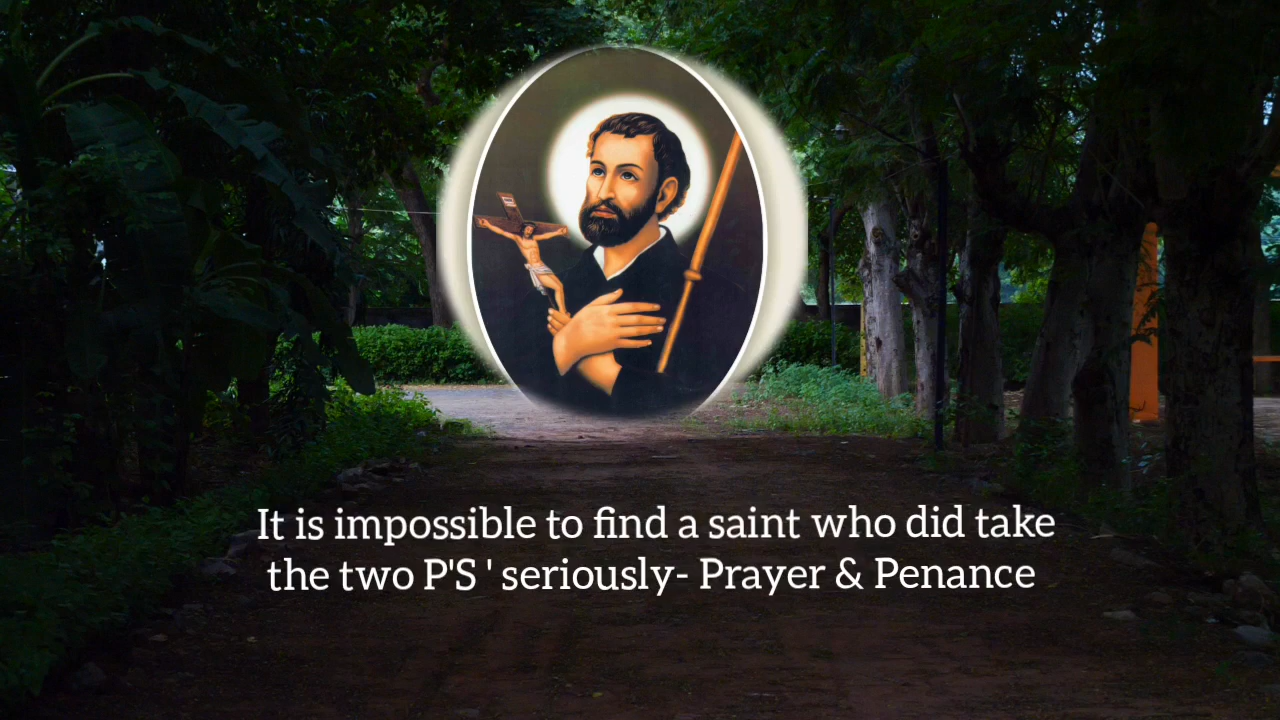 It is impossible to find a saint who did take
the two P'S ' seriously- Prayer & Penance